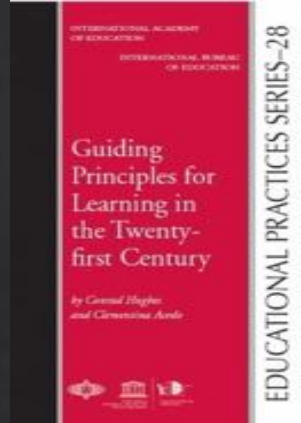 INTERNATIONAL ACADEMY
OF EDUCATION
INTERNATIONAL BUREAU
OF EDUCATION
Guiding
Principles for
Learning in
the Twenty-
first Century
by Conrad Hughes
and Clementina Acedo
EDUCATIONAL PRACTICES SERIES–28